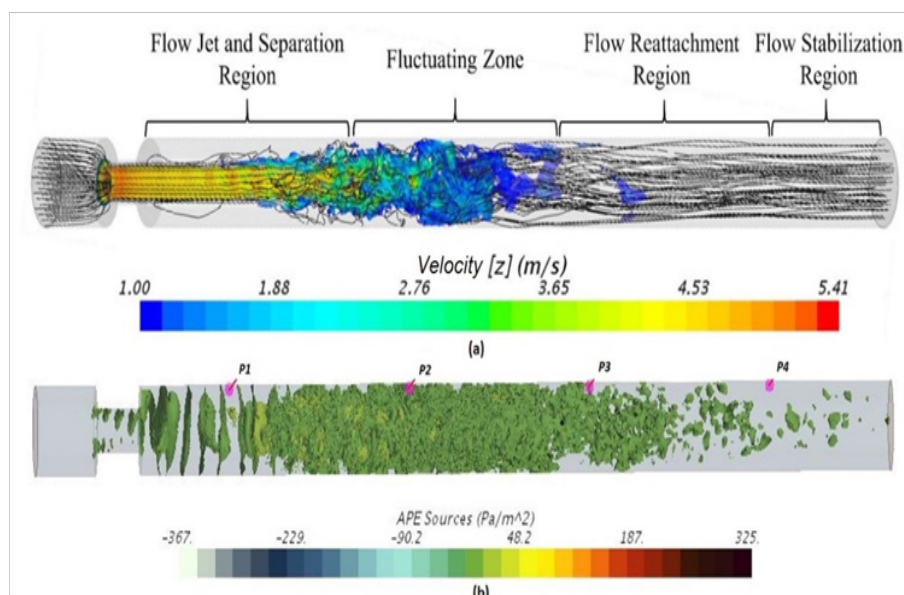 Flow Jet and Separation
Region
Fluctuating Zone
Flow Reattachment
Region
Flow Stabilization
Region
Velocity [z] (m/s)
1.00 1.88 2.76 3.65 4.53 5.41
(a)
P1 P2 P3 P4
APE Sources (Pa/m^2)
-367. -229. -90.2 48.2 187. 325.
(b)